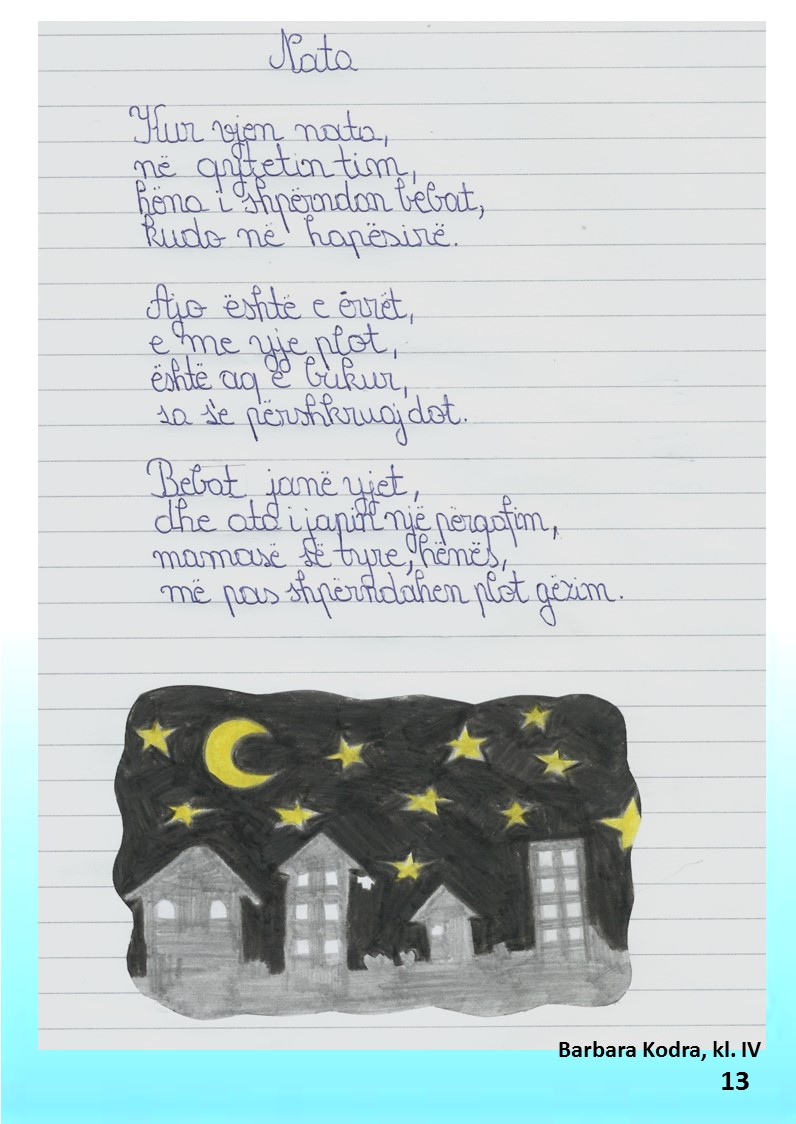 Nata
Kur vjen nata,
në qytetin tim,
hëna i shpërndan bebat,
kudo në hapësirë.
Ajo është e errët,
e me yje plot,
është aq e bukur,
sa s'e përshkruaj dot.
Bebat janë yjet,
dhe ato i japin një përqafim,
mamasë së tyre, hënës,
më pas shpërndahen plot gëzim.
Barbara Kodra, kl. IV
13